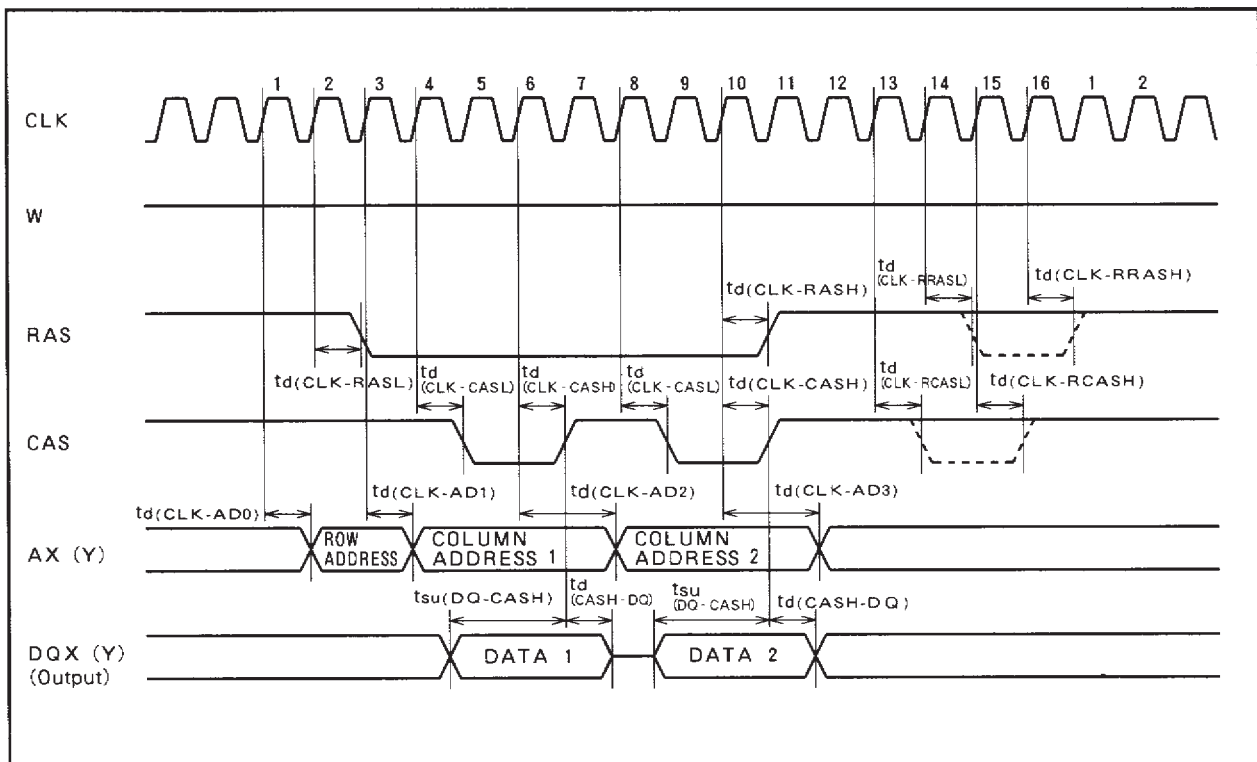 1 2 3 4 5 6 7 8 9 10 11 12 13 14 15 16 1 2
CLK
W
td
(CLK-RRASL)
td(CLK-RRASH)
td(CLK-RASH)
RAS
td(CLK-RASL)
td
(CLK-CASL)
td
(CLK-CASH)
td
(CLK-CASL)
td(CLK-CASH)
td
(CLK-RCASL)
td(CLK-RCASH)
CAS
td(CLK-AD0)
td(CLK-AD1)
td(CLK-AD2)
td(CLK-AD3)
AX (Y)
ROW
ADDRESS
COLUMN
ADDRESS 1
COLUMN
ADDRESS 2
tsu(DQ-CASH)
td
(CASH-DQ)
tsu
(DQ-CASH)
td(CASH-DQ)
DQX (Y)
(Output)
DATA 1
DATA 2